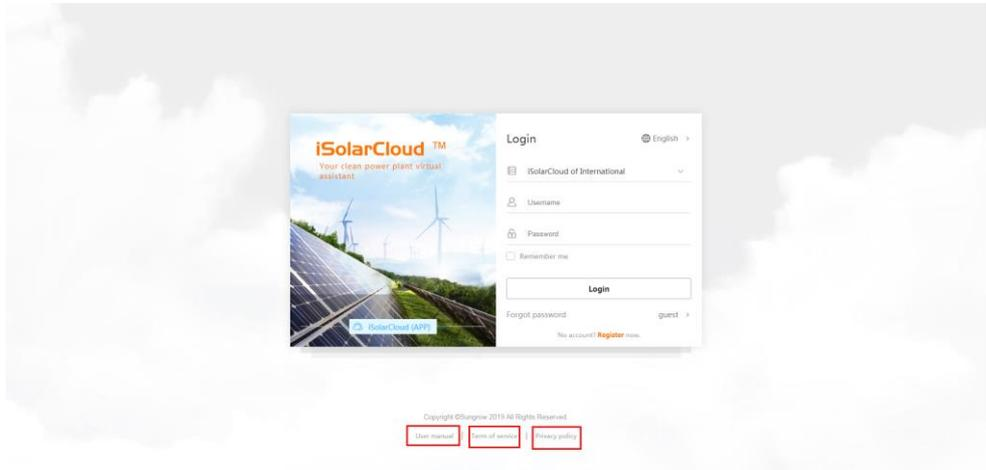 iSolarCloud TM
Your clean power plant virtual
assistant
iSolarCloud (APP)
Login
English >
iSolarCloud of International
Username
Password
Remember me
Login
Forgot password
guest >
No account? Register now.
Copyright ©Sungrow 2019 All Rights Reserved.
User manual | Term of service | Privacy policy